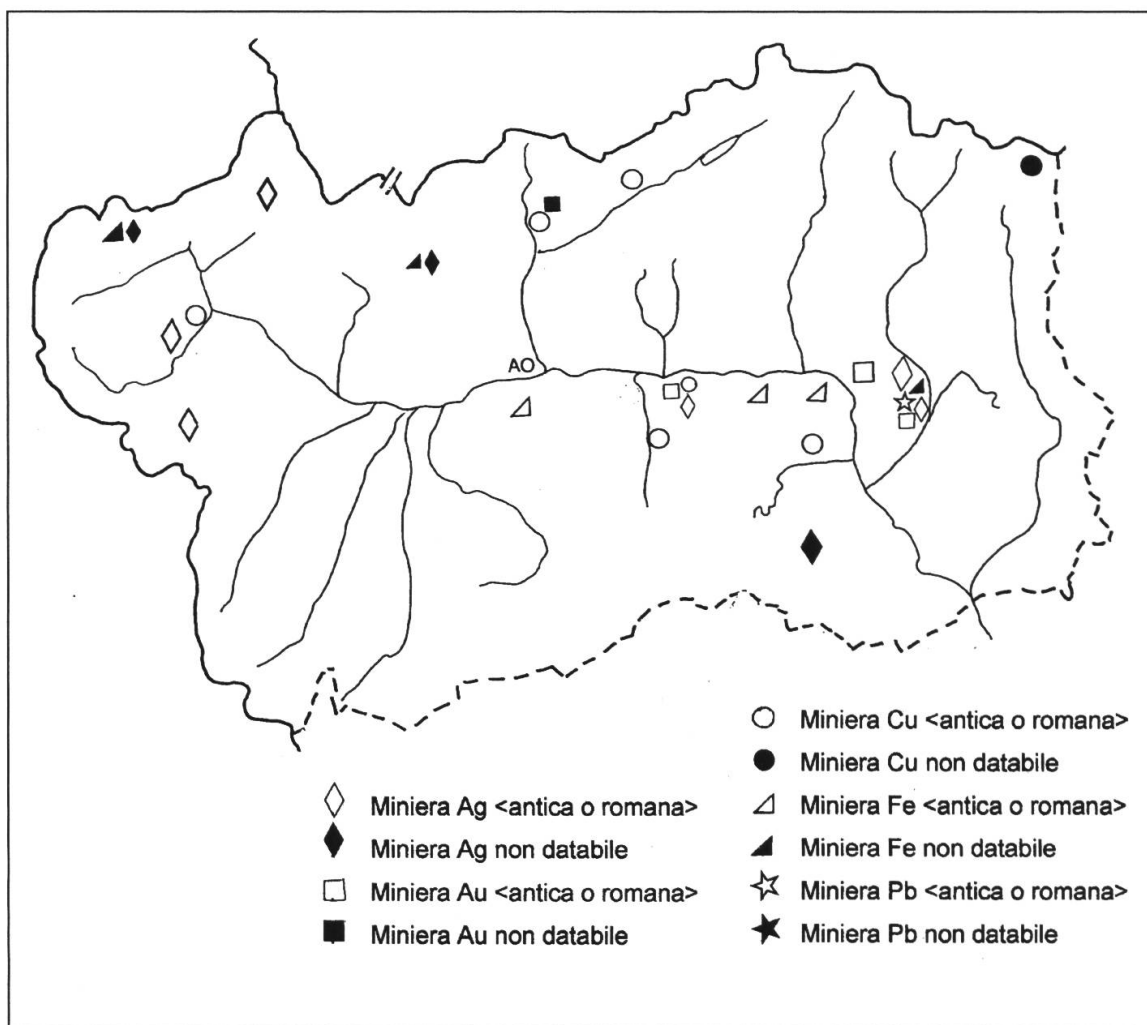 AO
Miniera Ag <antica o romana>
Miniera Ag non databile
Miniera Au <antica o romana>
Miniera Au non databile
Miniera Cu <antica o romana>
Miniera Cu non databile
Miniera Fe <antica o romana>
Miniera Fe non databile
Miniera Pb <antica o romana>
Miniera Pb non databile